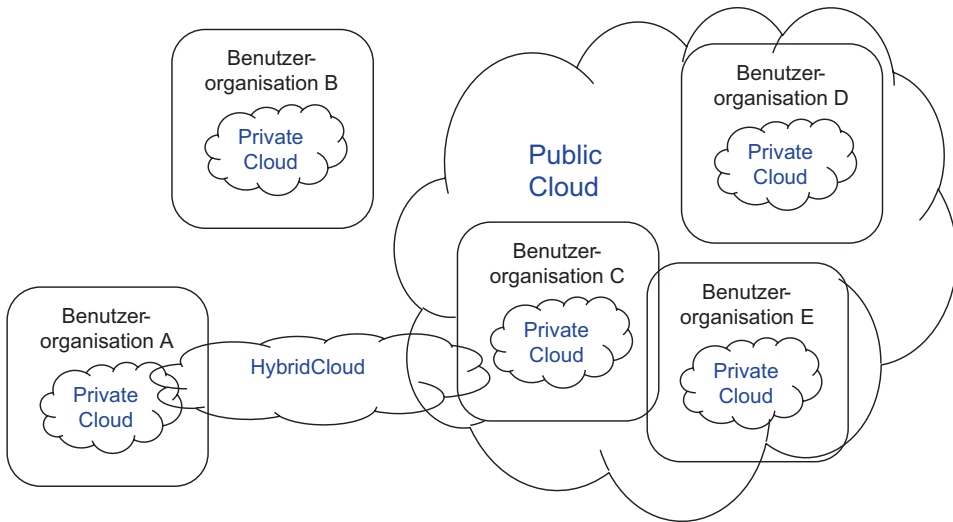 Benutzer-
organisation B
Private
Cloud
Benutzer-
organisation D
Private
Cloud
Public
Cloud
Benutzer-
organisation C
Private
Cloud
Benutzer-
organisation E
Private
Cloud
Benutzer-
organisation A
Private
Cloud
HybridCloud